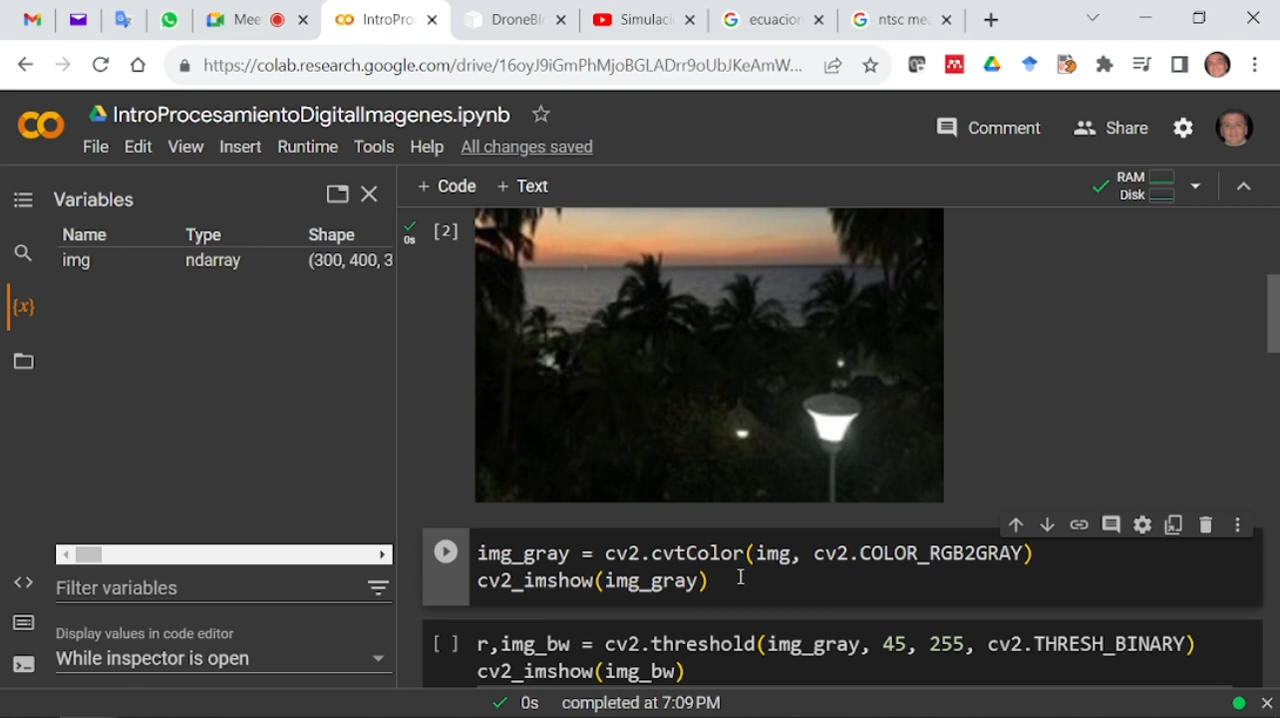 Mee
IntroPro
DroneBl
Simulaci
ecuacion
ntsc me
https://colab.research.google.com/drive/16oyJ9iGmPhMjoBGLADrr9oUbJKeAmW...
IntroProcesamientoDigitalImagenes.ipynb
File Edit View Insert Runtime Tools Help All changes saved
Comment Share
Variables
+ Code + Text
RAM
Disk
Name Type Shape
img ndarray (300, 400, 3
{x}
0s
[2]
img_gray = cv2.cvtColor(img, cv2.COLOR_RGB2GRAY)
cv2_imshow(img_gray)
Filter variables
Display values in code editor
While inspector is open
[ ] r,img_bw = cv2.threshold(img_gray, 45, 255, cv2.THRESH_BINARY)
cv2_imshow(img_bw)
0s completed at 7:09 PM